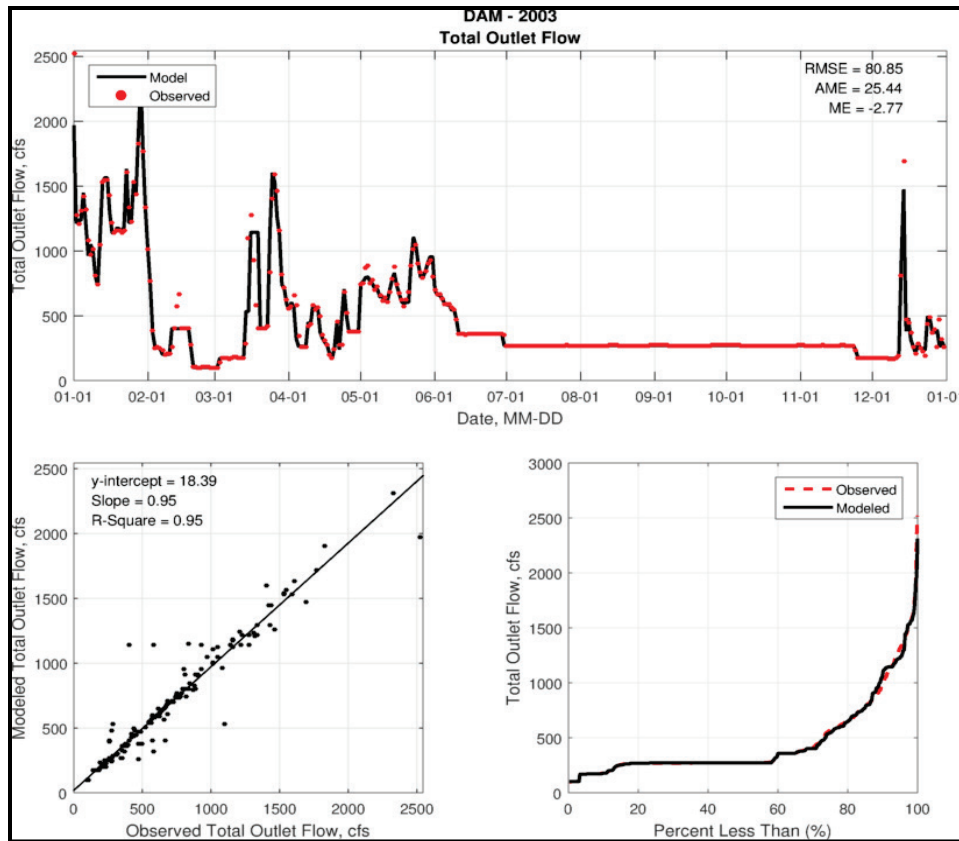 DAM - 2003
Total Outlet Flow
Total Outlet Flow, cfs
2500
2000
1500
1000
500
0
Model
Observed
RMSE = 80.85
AME = 25.44
ME = -2.77
01-01 02-01 03-01 04-01 05-01 06-01 07-01 08-01 09-01 10-01 11-01 12-01 01-01
Date, MM-DD
Modeled Total Outlet Flow, cfs
2500
2000
1500
1000
500
0
y-intercept = 18.39
Slope = 0.95
R-Square = 0.95
0 500 1000 1500 2000 2500
Observed Total Outlet Flow, cfs
Total Outlet Flow, cfs
3000
2500
2000
1500
1000
500
0
Observed
Modeled
0 20 40 60 80 100
Percent Less Than (%)